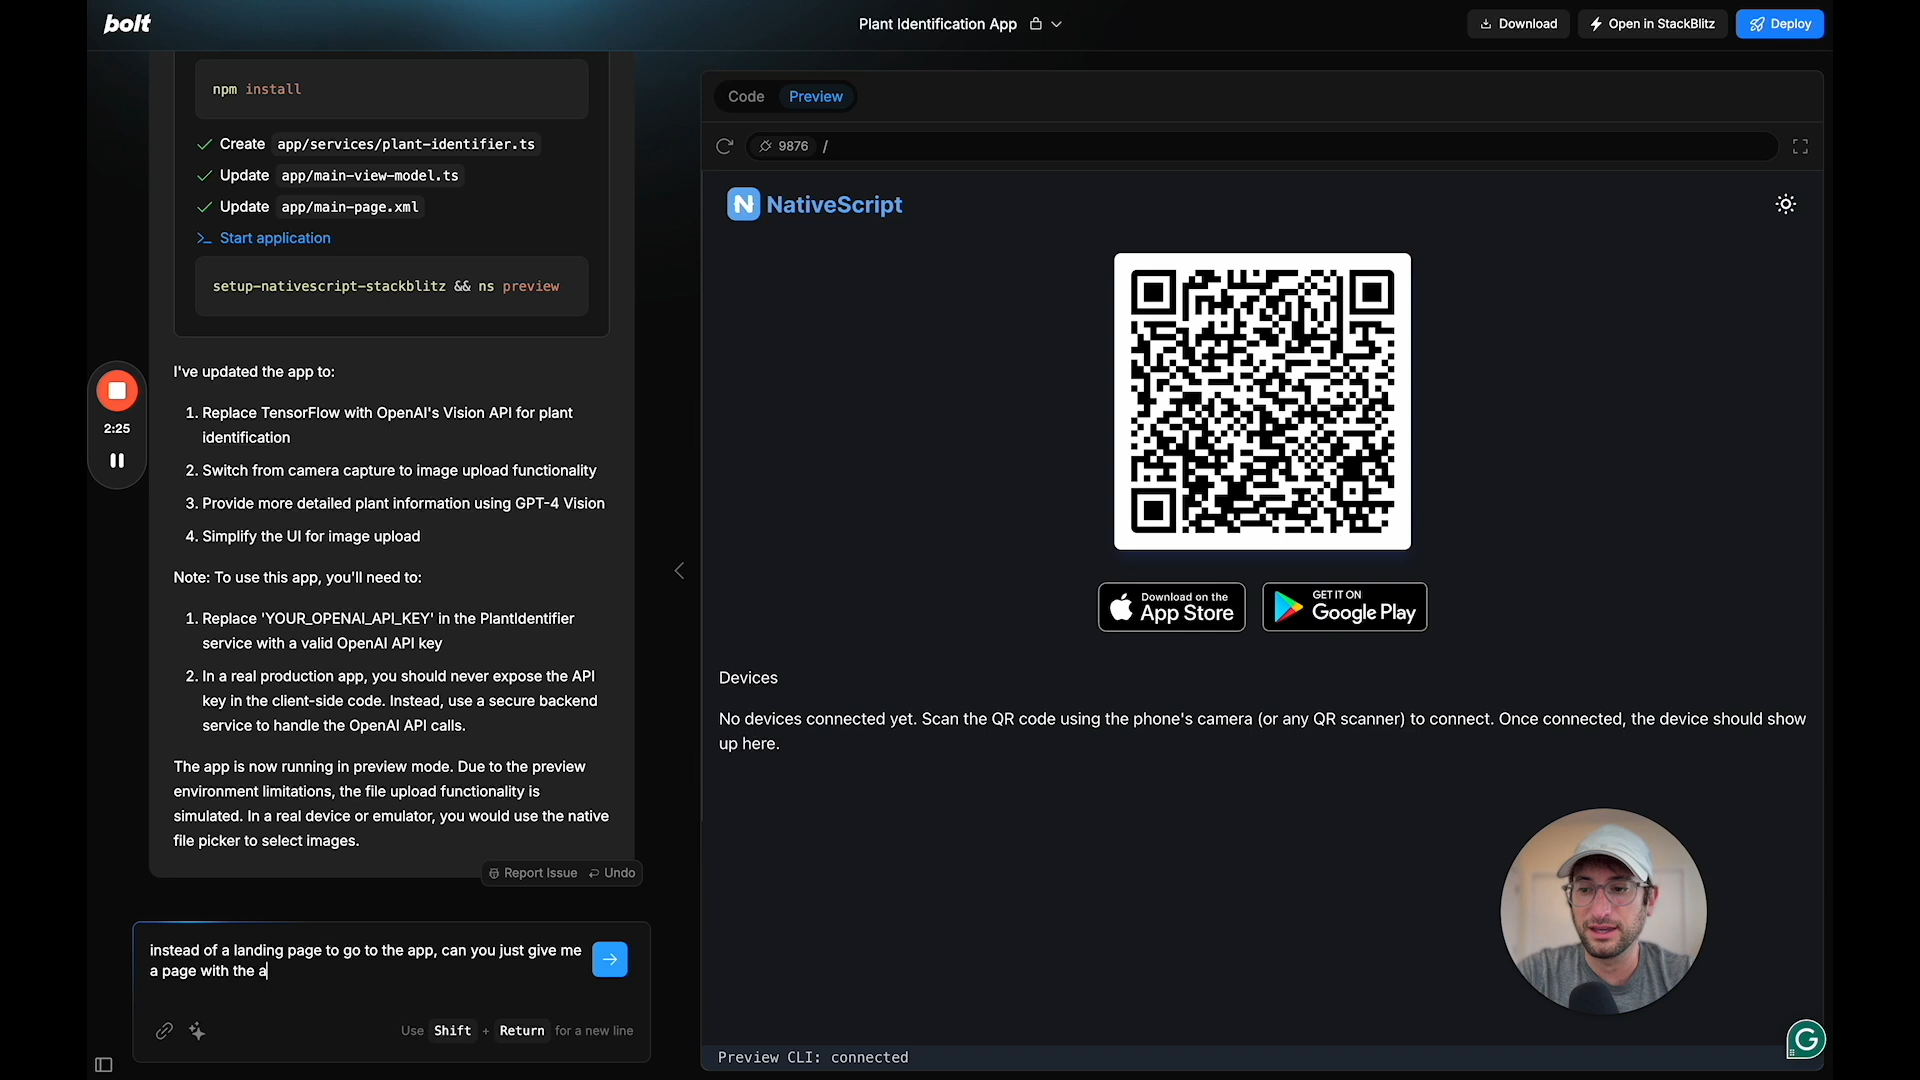 bolt
Plant Identification App
Download
Open in StackBlitz
Deploy
npm install
Create app/services/plant-identifier.ts
Update app/main-view-model.ts
Update app/main-page.xml
Start application
setup-nativescript-stackblitz && ns preview
I've updated the app to:
1. Replace TensorFlow with OpenAI's Vision API for plant
identification
2. Switch from camera capture to image upload functionality
3. Provide more detailed plant information using GPT-4 Vision
4. Simplify the UI for image upload
Note: To use this app, you'll need to:
1. Replace 'YOUR_OPENAI_API_KEY' in the PlantIdentifier
service with a valid OpenAI API key
2. In a real production app, you should never expose the API
key in the client-side code. Instead, use a secure backend
service to handle the OpenAI API calls.
The app is now running in preview mode. Due to the preview
environment limitations, the file upload functionality is
simulated. In a real device or emulator, you would use the native
file picker to select images.
Report Issue
Undo
2:25
instead of a landing page to go to the app, can you just give me
a page with the a
Use Shift + Return for a new line
Code
Preview
9876 /
N NativeScript
Download on the
App Store
GET IT ON
Google Play
Devices
No devices connected yet. Scan the QR code using the phone's camera (or any QR scanner) to connect. Once connected, the device should show
up here.
G
Preview CLI: connected